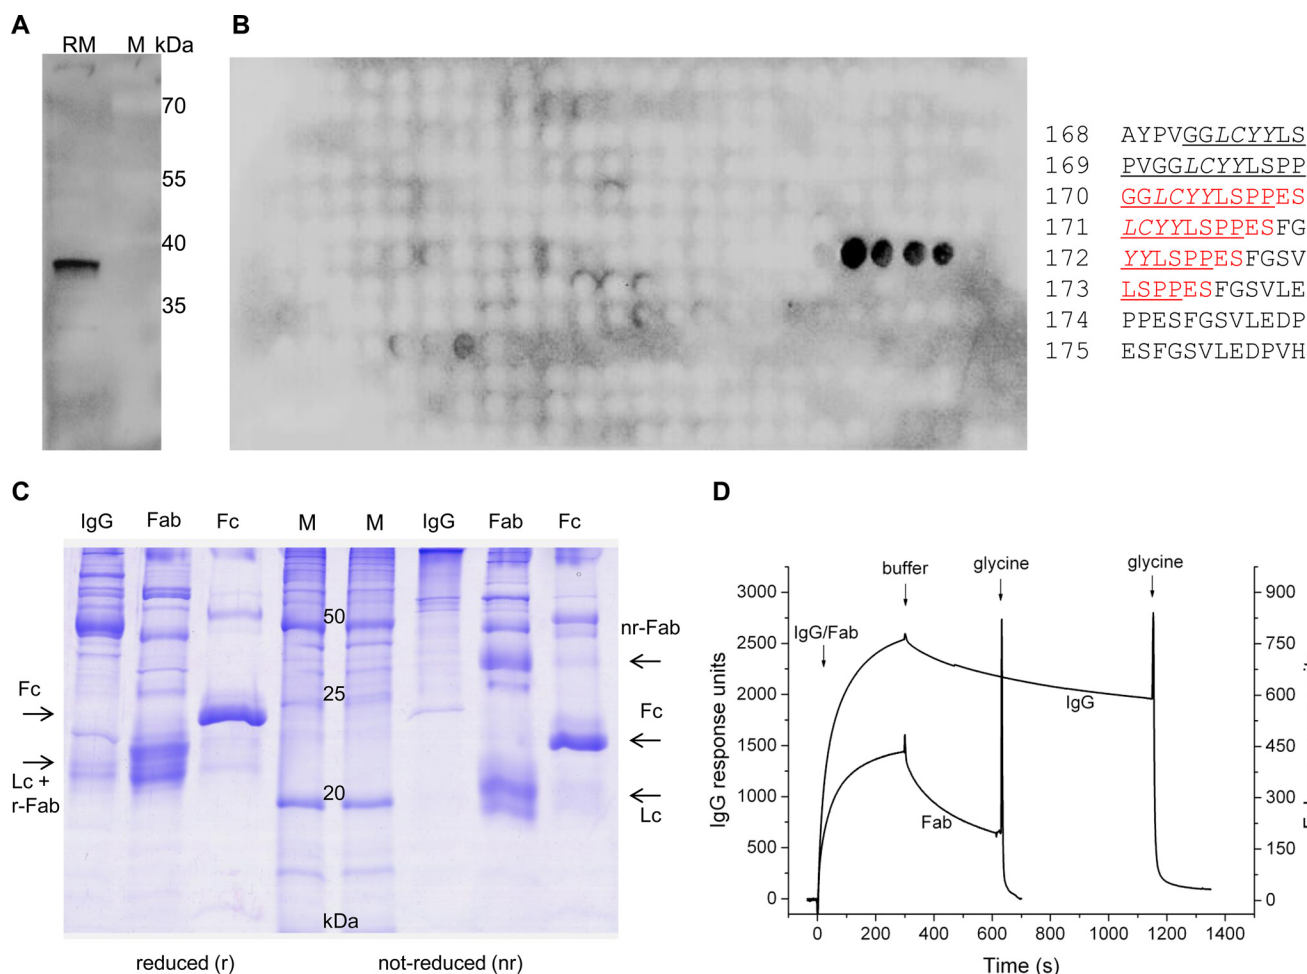 A
RM M kDa
70
55
40
35
B
168 AYPVGGLCYYLS
169 PVGGLCYYLSPP
170 GGLCYYLSPPES
171 LCYYLSPPESFG
172 YYLSPPESFGSV
173 LSPPESFGSVLE
174 PPESFGSVLEDP
175 ESFGSVLEDPVH
C
IgG Fab Fc M M IgG Fab Fc
50
25
20
kDa
Fc
Lc +
r-Fab
nr-Fab
Fc
Lc
reduced (r) not-reduced (nr)
D
IgG response units
3000
2500
2000
1500
1000
500
0
IgG/Fab
buffer
glycine
glycine
IgG
Fab
900
750
600
450
300
150
0
0 200 400 600 800 1000 1200 1400
Time (s)